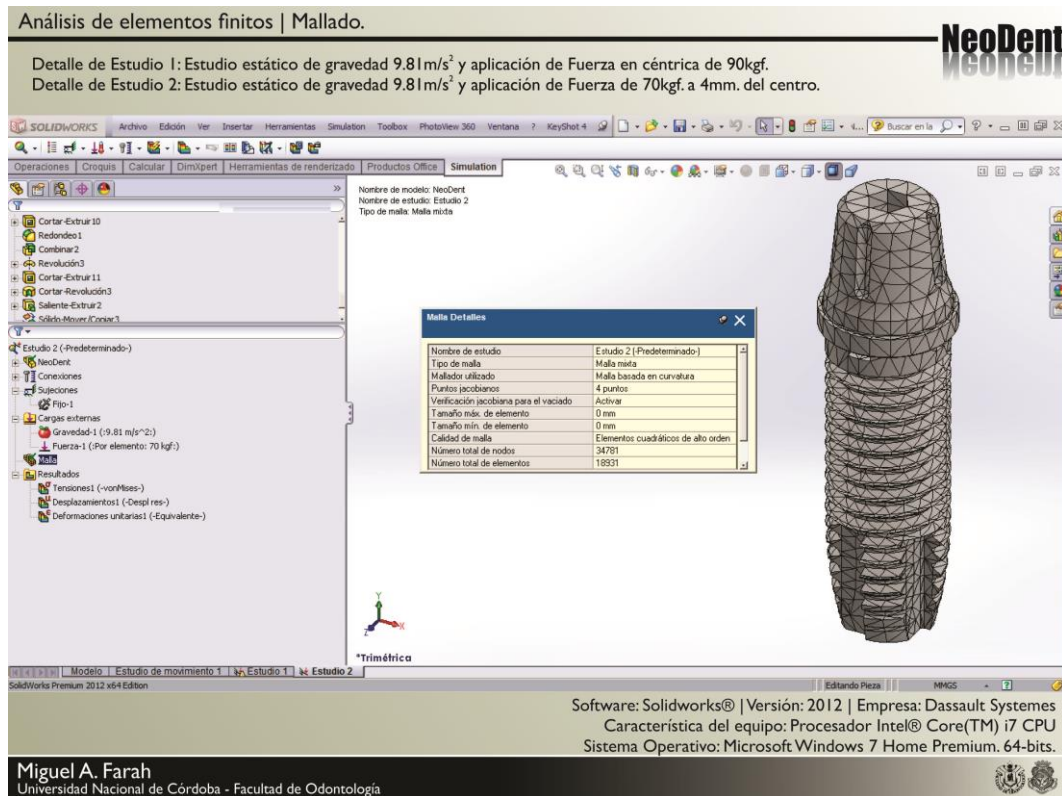 Análisis de elementos finitos | Mallado.
NeoDent
Detalle de Estudio 1: Estudio estático de gravedad 9.81m/s² y aplicación de Fuerza en céntrica de 90kgf.
Detalle de Estudio 2: Estudio estático de gravedad 9.81m/s² y aplicación de Fuerza de 70kgf. a 4mm. del centro.
SOLIDWORKS Archivo Edición Ver Insertar Herramientas Simulation Toolbox PhotoView 360 Ventana ? KeyShot 4 Buscar en la
Operaciones Croquis Calcular DimXpert Herramientas de renderizado Productos Office Simulation
Nombre de modelo: NeoDent
Nombre de estudio: Estudio 2
Tipo de malla: Malla mixta
Cortar-Extruir10
Redondeo1
Combinar2
Revolución3
Cortar-Extruir11
Cortar-Revolución3
Saliente-Extruir2
Sólido-Mover/Copiar3
Estudio 2 (-Predeterminado-)
NeoDent
Conexiones
Sujeciones
Fijo-1
Cargas externas
Gravedad-1 (:9.81 m/s^2:)
Fuerza-1 (:Por elemento: 70 kgf:)
Malla
Resultados
Tensiones1 (-vonMises-)
Desplazamientos1 (-Despl res-)
Deformaciones unitarias1 (-Equivalente-)
Malla Detalles
Nombre de estudio Estudio 2 (-Predeterminado-)
Tipo de malla Malla mixta
Mallador utilizado Malla basada en curvatura
Puntos jacobianos 4 puntos
Verificación jacobiana para el vaciado Activar
Tamaño máx. de elemento 0 mm
Tamaño mín. de elemento 0 mm
Calidad de malla Elementos cuadráticos de alto orden
Número total de nodos 34781
Número total de elementos 18931
Y
Z X
*Trimétrica
Modelo Estudio de movimiento 1 Estudio 1 Estudio 2
SolidWorks Premium 2012 x64 Edition Editando Pieza MMGS
Software: Solidworks® | Versión: 2012 | Empresa: Dassault Systemes
Característica del equipo: Procesador Intel® Core(TM) i7 CPU
Sistema Operativo: Microsoft Windows 7 Home Premium. 64-bits.
Miguel A. Farah
Universidad Nacional de Córdoba - Facultad de Odontología